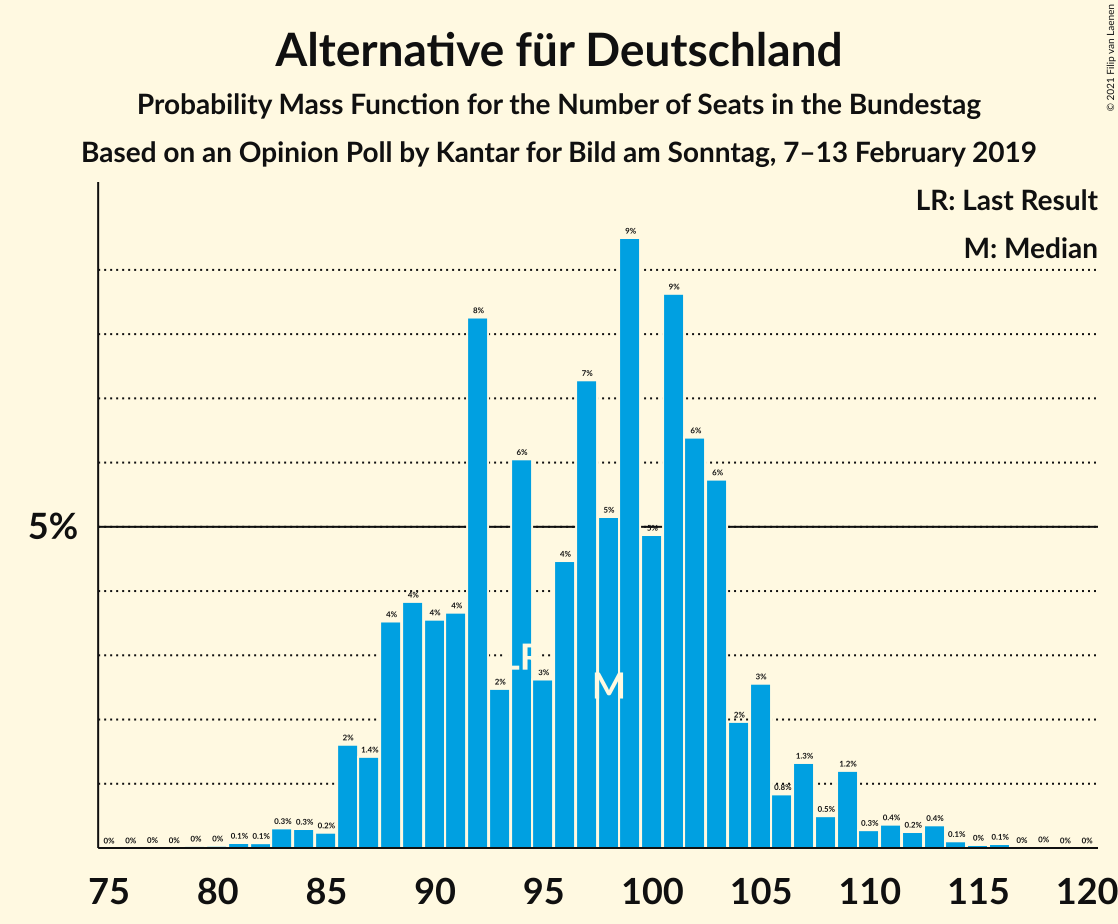 © 2021 Filip van Laenen
Alternative für Deutschland
Probability Mass Function for the Number of Seats in the Bundestag
Based on an Opinion Poll by Kantar for Bild am Sonntag, 7–13 February 2019
LR: Last Result
M: Median
5%
0% 0% 0% 0% 0% 0% 0.1% 0.1% 0.3% 0.3% 0.2% 2% 1.4% 4% 4% 4% 4% 8% 2% 6% 3% 4% 7% 5% 9% 5% 9% 6% 6% 2% 3% 0.8% 1.3% 0.5% 1.2% 0.3% 0.4% 0.2% 0.4% 0.1% 0% 0.1% 0% 0% 0% 0%
LR
M
75 80 85 90 95 100 105 110 115 120